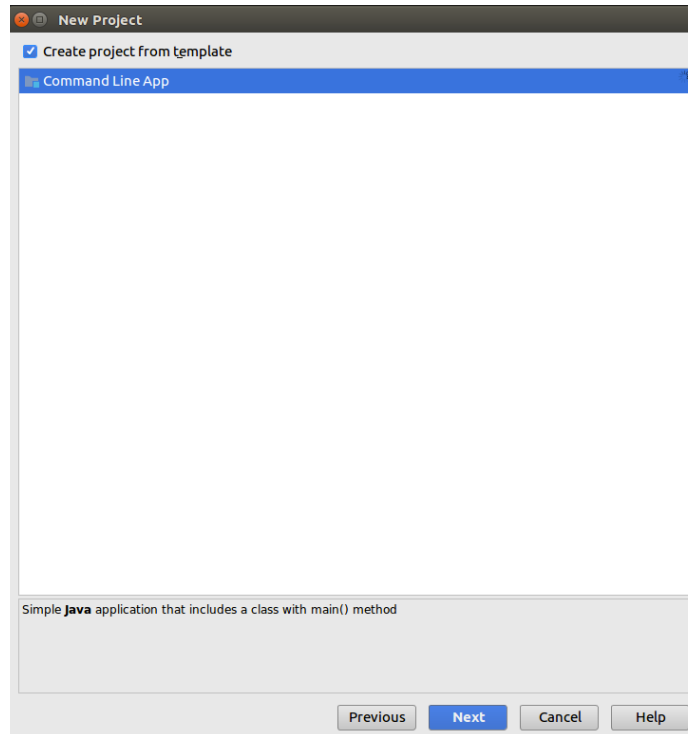 New Project
Create project from template
Command Line App
Simple Java application that includes a class with main() method
Previous Next Cancel Help